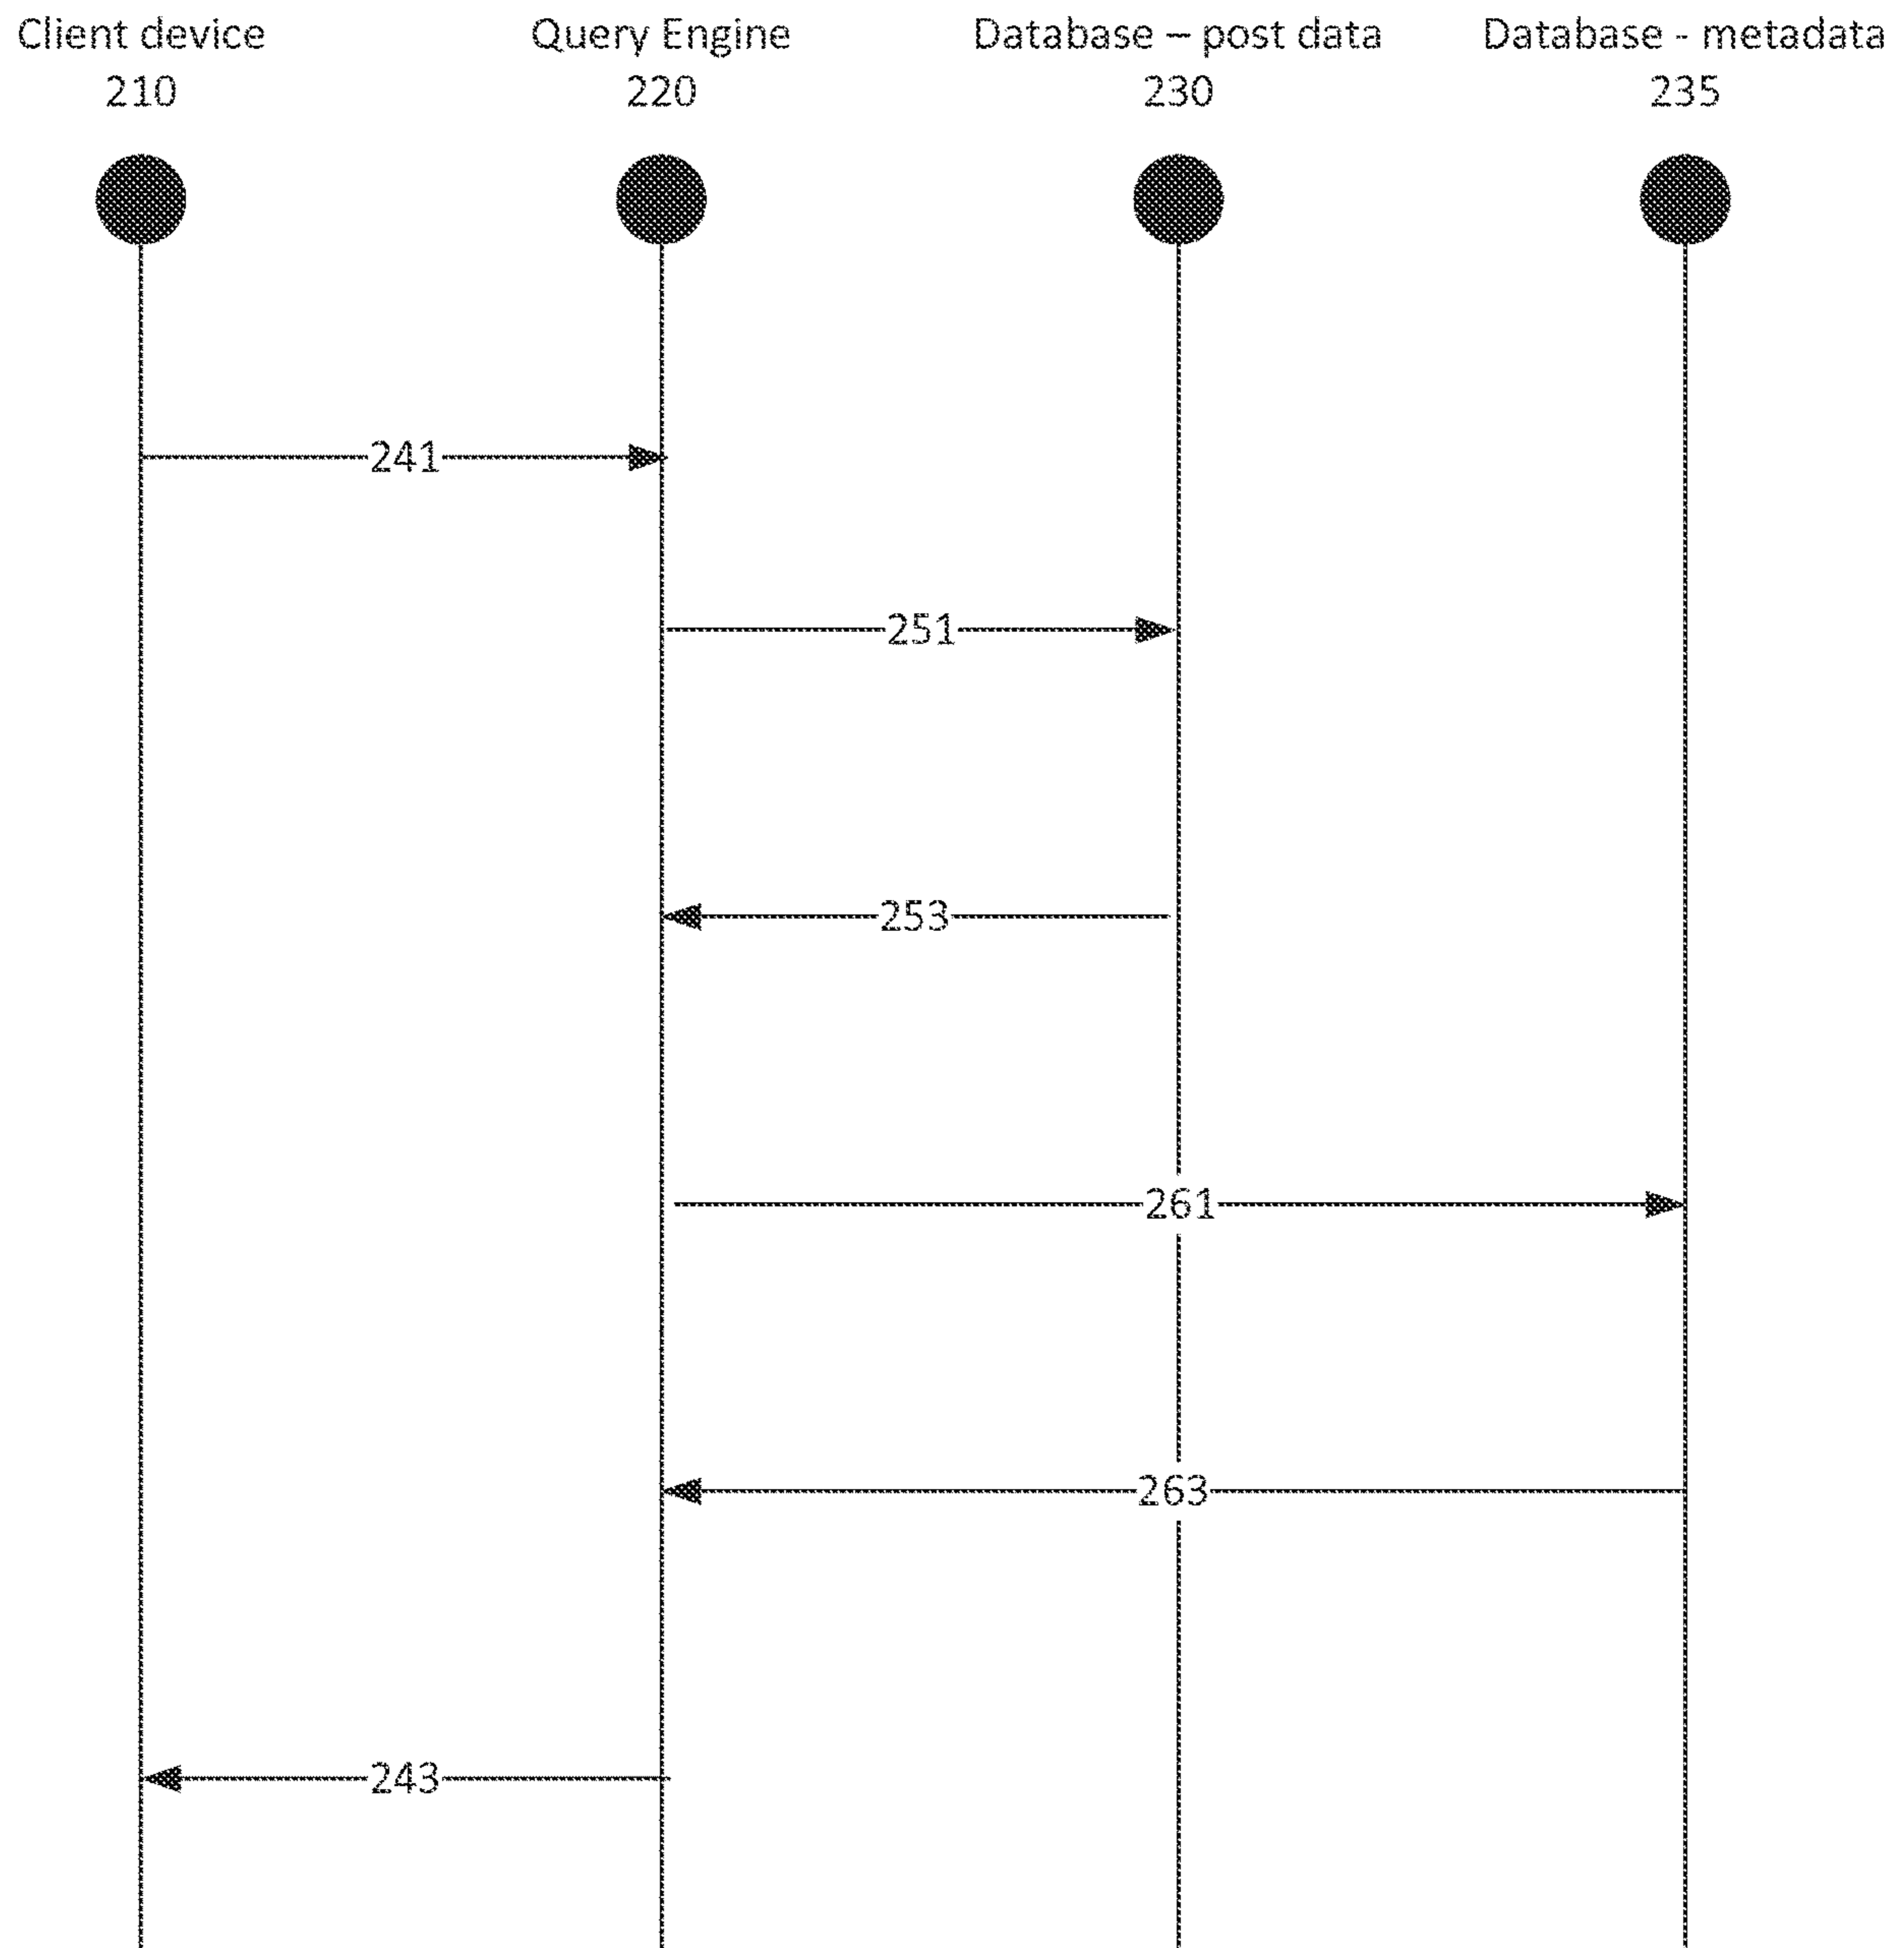 Client device
210
Query Engine
220
Database – post data
230
Database - metadata
235
241
251
253
261
263
243